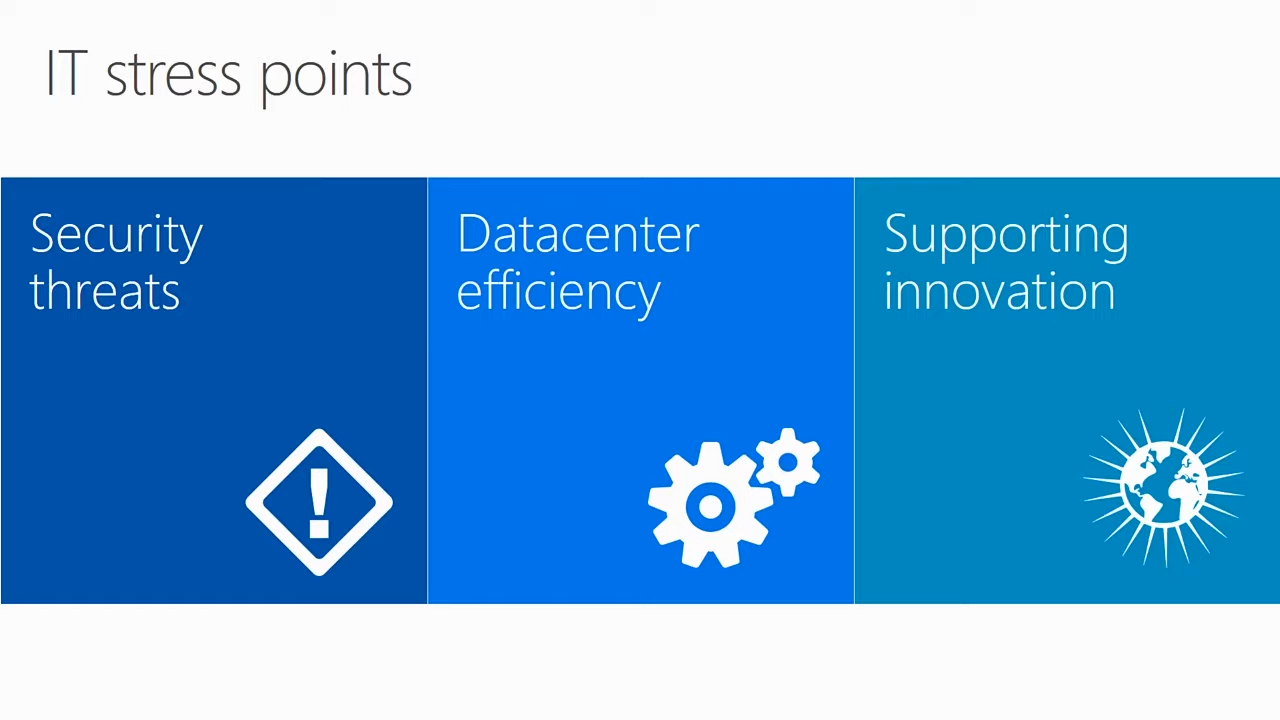 IT stress points
Security
threats
Datacenter
efficiency
Supporting
innovation